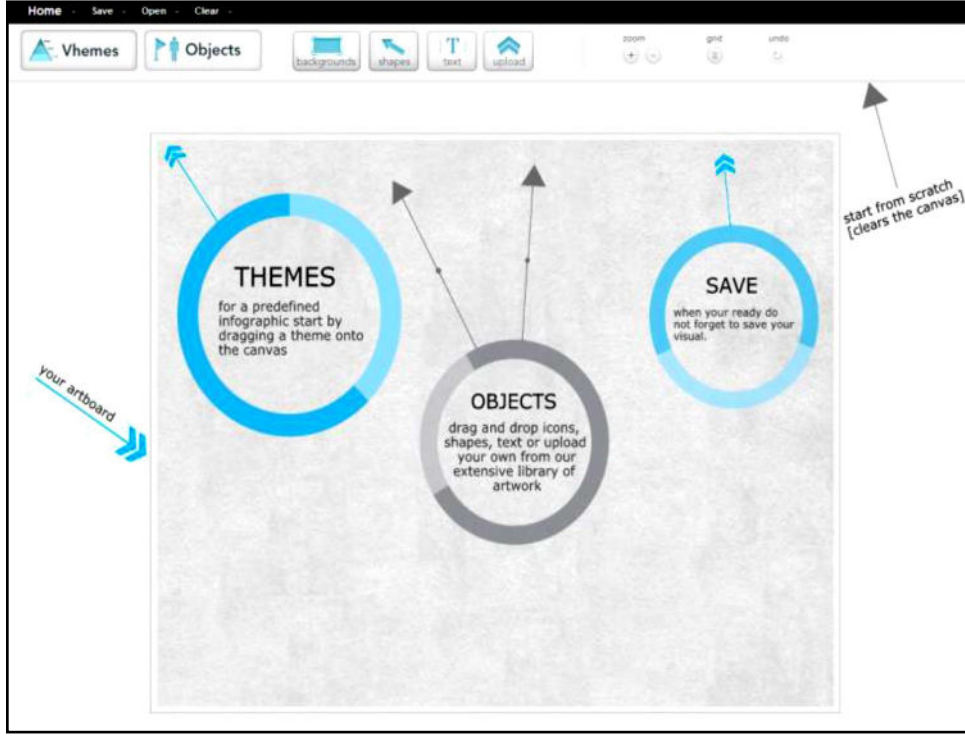 Home Save Open Clear
Vhemes Objects backgrounds shapes text upload
zoom grid undo
T
start from scratch
[clears the canvas]
THEMES
for a predefined
infographic start by
dragging a theme onto
the canvas
SAVE
when your ready do
not forget to save your
visual.
your artboard
OBJECTS
drag and drop icons,
shapes, text or upload
your own from our
extensive library of
artwork